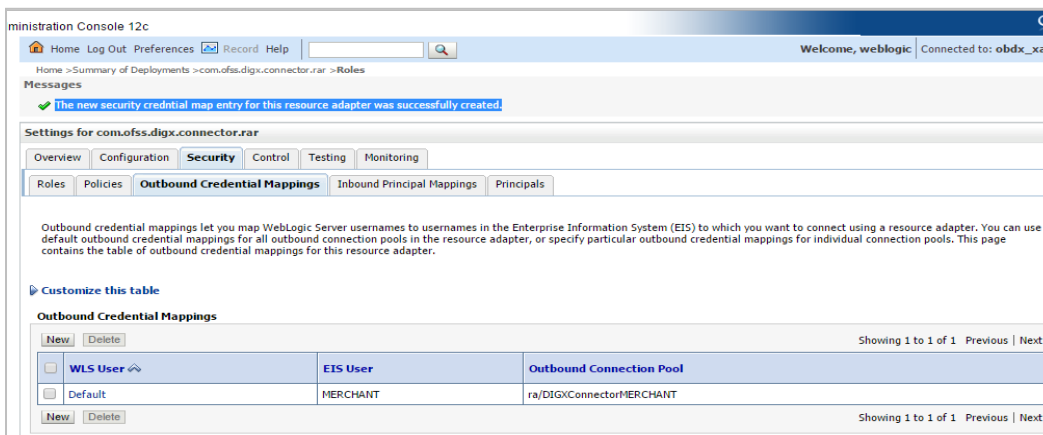 ministration Console 12c
Home Log Out Preferences Record Help
Welcome, weblogic Connected to: obdx_xa
Home >Summary of Deployments >com.ofss.digx.connector.rar >Roles
Messages
The new security credntial map entry for this resource adapter was successfully created.
Settings for com.ofss.digx.connector.rar
Overview Configuration Security Control Testing Monitoring
Roles Policies Outbound Credential Mappings Inbound Principal Mappings Principals
Outbound credential mappings let you map WebLogic Server usernames to usernames in the Enterprise Information System (EIS) to which you want to connect using a resource adapter. You can use
default outbound credential mappings for all outbound connection pools in the resource adapter, or specify particular outbound credential mappings for individual connection pools. This page
contains the table of outbound credential mappings for this resource adapter.
Customize this table
Outbound Credential Mappings
New Delete Showing 1 to 1 of 1 Previous | Next
WLS User EIS User Outbound Connection Pool
Default MERCHANT ra/DIGXConnectorMERCHANT
New Delete Showing 1 to 1 of 1 Previous | Next